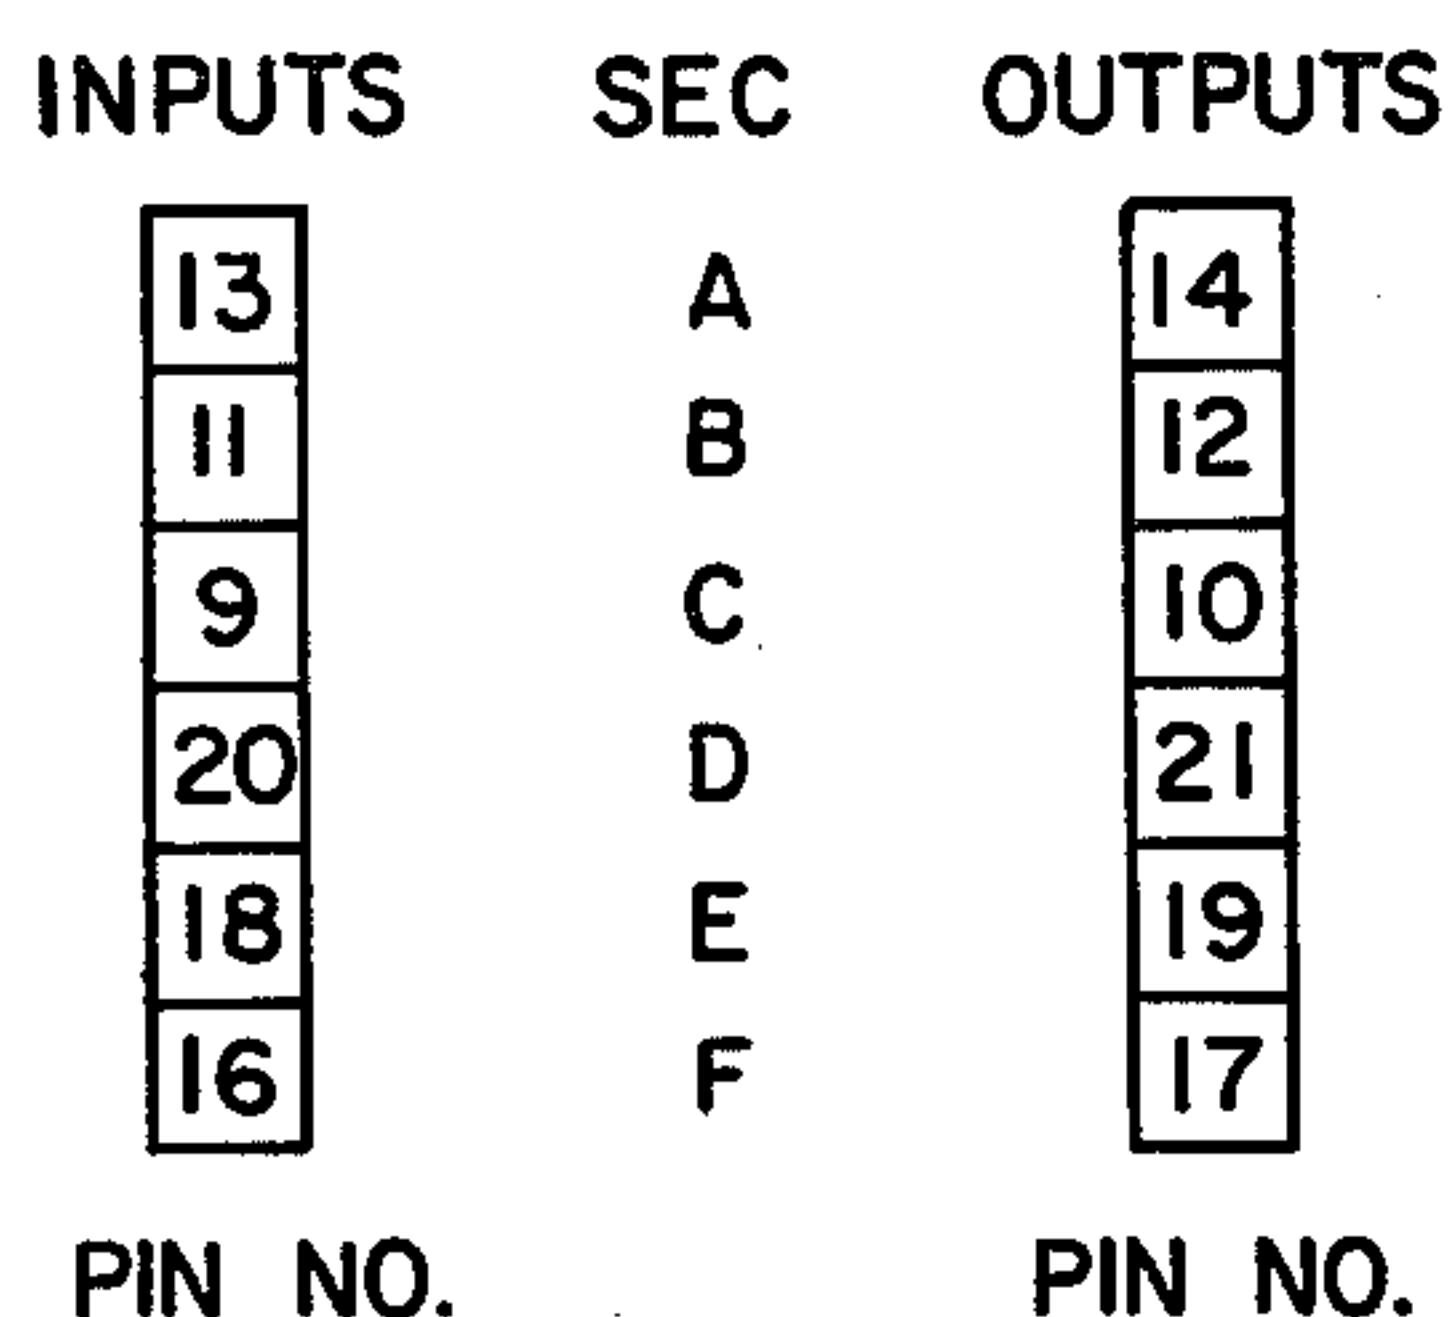 INPUTS SEC OUTPUTS
13 A 14
11 B 12
9 C 10
20 D 21
18 E 19
16 F 17
PIN NO. PIN NO.